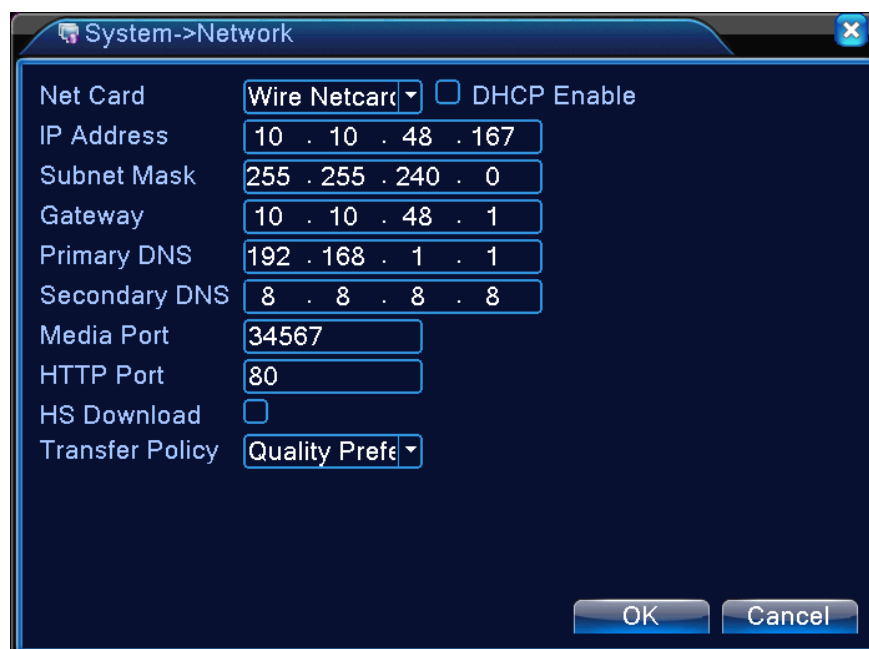 System->Network
Net Card Wire Netcar DHCP Enable
IP Address 10 . 10 . 48 . 167
Subnet Mask 255 . 255 . 240 . 0
Gateway 10 . 10 . 48 . 1
Primary DNS 192 . 168 . 1 . 1
Secondary DNS 8 . 8 . 8 . 8
Media Port 34567
HTTP Port 80
HS Download
Transfer Policy Quality Prefe
OK Cancel